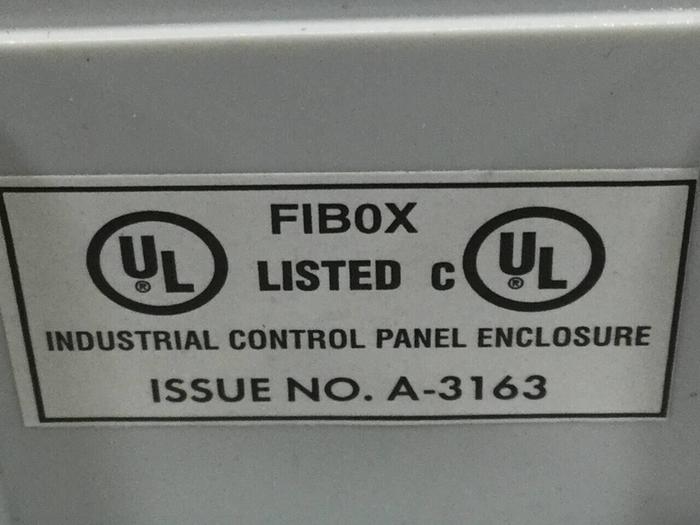 FIBOX
UL® LISTED C UL®
INDUSTRIAL CONTROL PANEL ENCLOSURE
ISSUE NO. A-3163